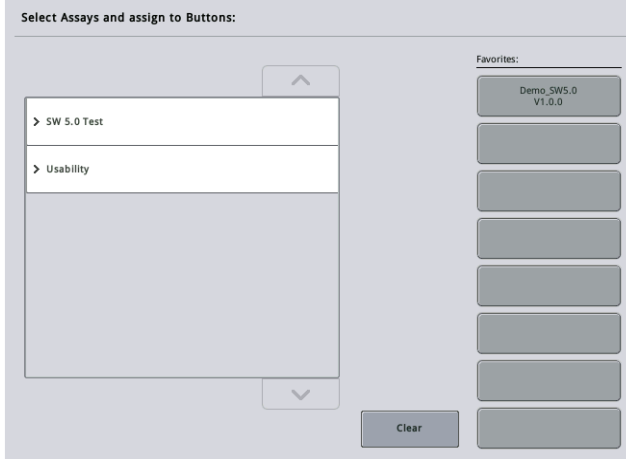 Select Assays and assign to Buttons:
Favorites:
Demo_SW5.0
V1.0.0
SW 5.0 Test
Usability
Clear